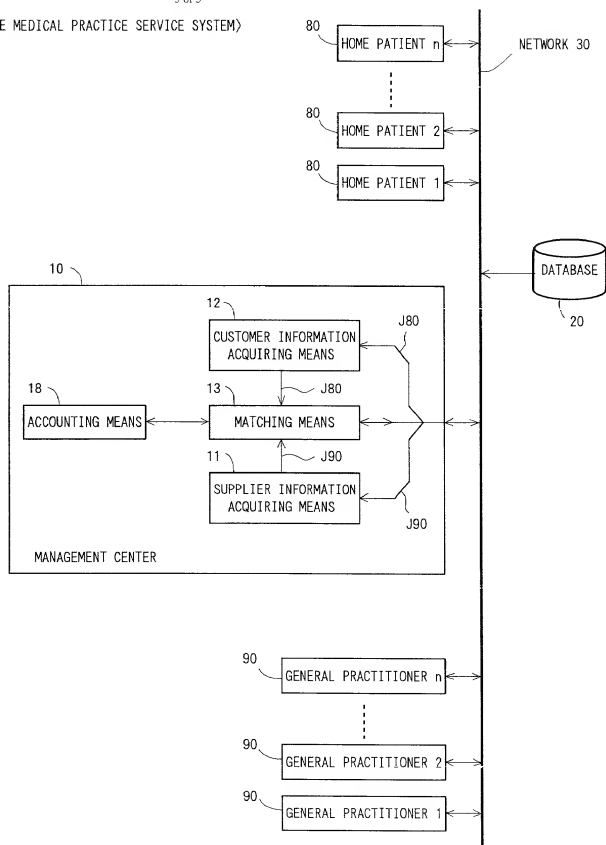 E MEDICAL PRACTICE SERVICE SYSTEM〉
80
HOME PATIENT n
NETWORK 30
80
HOME PATIENT 2
80
HOME PATIENT 1
DATABASE
20
10
12
CUSTOMER INFORMATION
ACQUIRING MEANS
J80
J80
18
13
ACCOUNTING MEANS
MATCHING MEANS
11
J90
SUPPLIER INFORMATION
ACQUIRING MEANS
J90
MANAGEMENT CENTER
90
GENERAL PRACTITIONER n
90
GENERAL PRACTITIONER 2
90
GENERAL PRACTITIONER 1